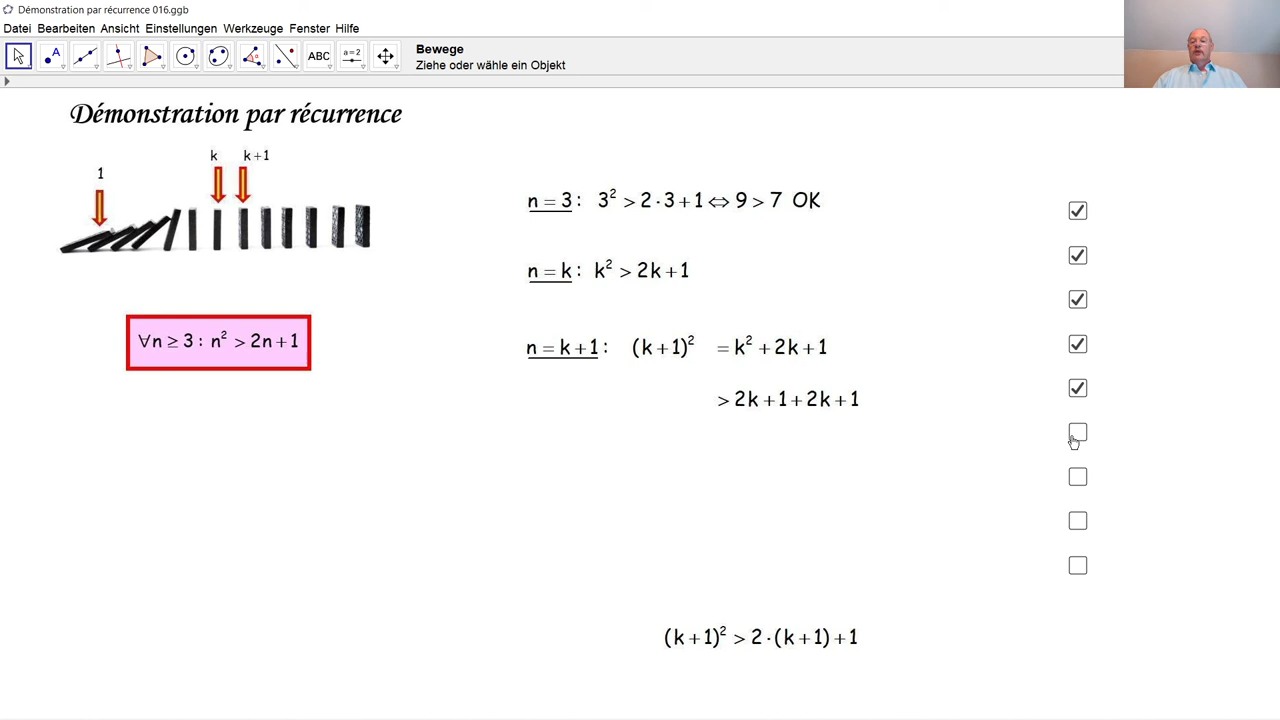 Démonstration par récurrence 016.ggb
Datei Bearbeiten Ansicht Einstellungen Werkzeuge Fenster Hilfe
A ABC a=2 Bewege
Ziehe oder wähle ein Objekt
Démonstration par récurrence
k k+1
1
n = 3 : 3² > 2·3+1 ⇔ 9 > 7 OK
n = k : k² > 2k+1
∀n ≥ 3 : n² > 2n+1
n = k+1 : (k+1)² = k² + 2k + 1
> 2k + 1 + 2k + 1
(k+1)² > 2·(k+1)+1